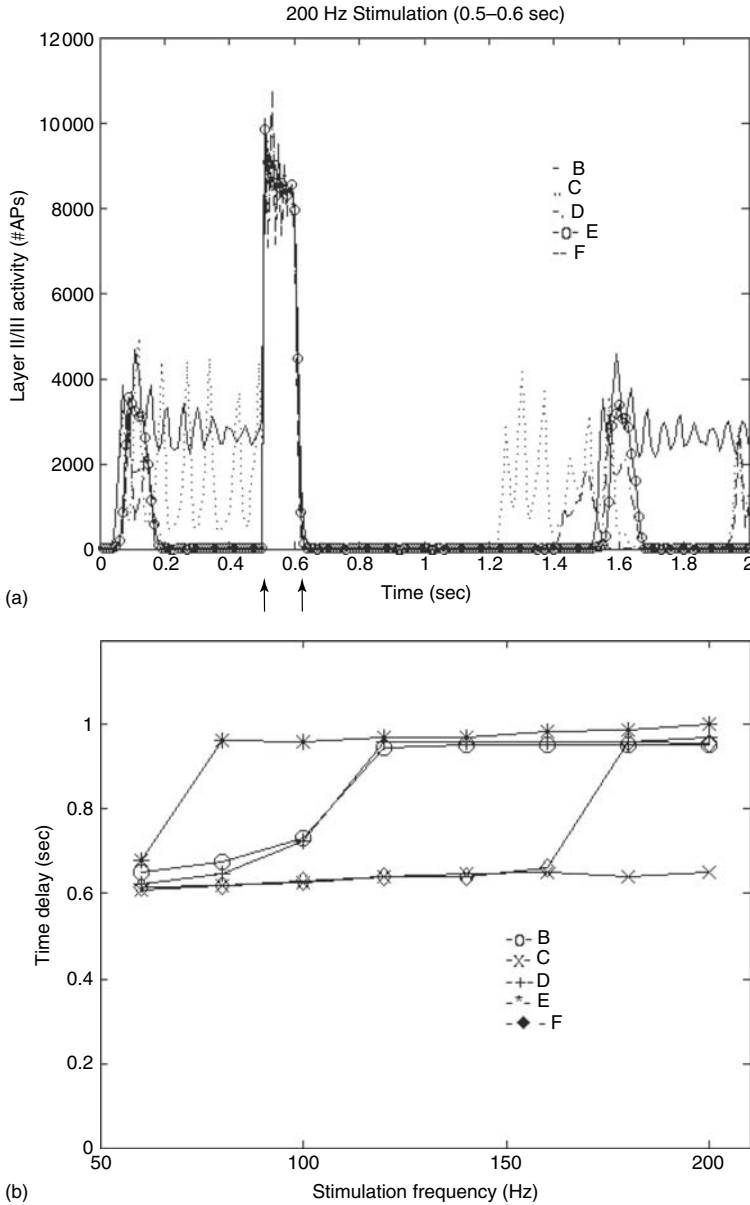 200 Hz Stimulation (0.5–0.6 sec)
12000
10000
8000
6000
4000
2000
0
Layer II/III activity (#APs)
B
C
D
E
F
0 0.2 0.4 0.6 0.8 1 1.2 1.4 1.6 1.8 2
Time (sec)
(a)
1
0.8
0.6
0.4
0.2
0
Time delay (sec)
B
C
D
E
F
50 100 150 200
Stimulation frequency (Hz)
(b)